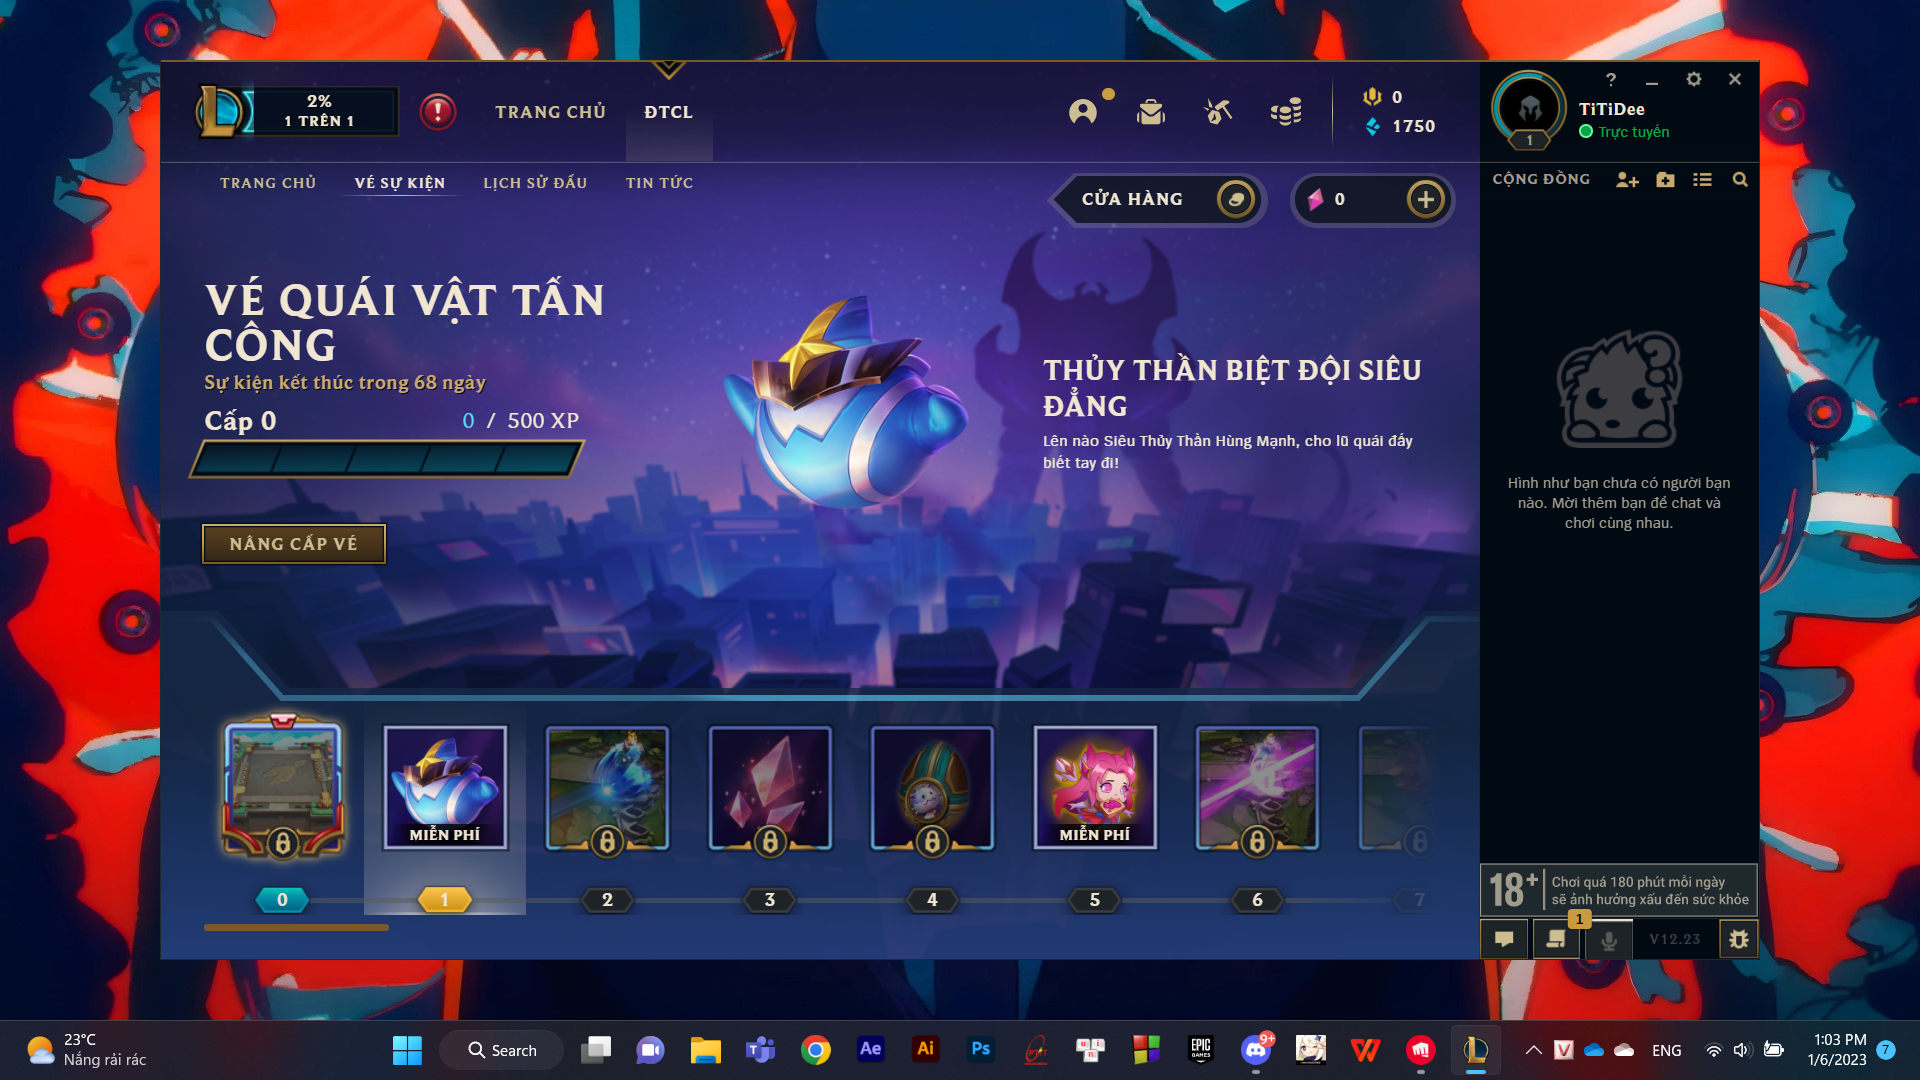 2%
1 TRÊN 1
TRANG CHỦ
ĐTCL
0
1750
?
TiTiDee
Trực tuyến
1
TRANG CHỦ
VÉ SỰ KIỆN
LỊCH SỬ ĐẤU
TIN TỨC
CỬA HÀNG
0
CỘNG ĐỒNG
VÉ QUÁI VẬT TẤN
CÔNG
Sự kiện kết thúc trong 68 ngày
Cấp 0
0 / 500 XP
NÂNG CẤP VÉ
THỦY THẦN BIỆT ĐỘI SIÊU
ĐẲNG
Lên nào Siêu Thủy Thần Hùng Mạnh, cho lũ quái đấy
biết tay đi!
Hình như bạn chưa có người bạn
nào. Mời thêm bạn để chat và
chơi cùng nhau.
MIỄN PHÍ
MIỄN PHÍ
0
1
2
3
4
5
6
7
18+
Chơi quá 180 phút mỗi ngày
sẽ ảnh hưởng xấu đến sức khỏe
1
V12.23
23°C
Nắng rải rác
Search
Ae
Ai
Ps
EPIC
GAMES
9+
V
ENG
1:03 PM
1/6/2023
7